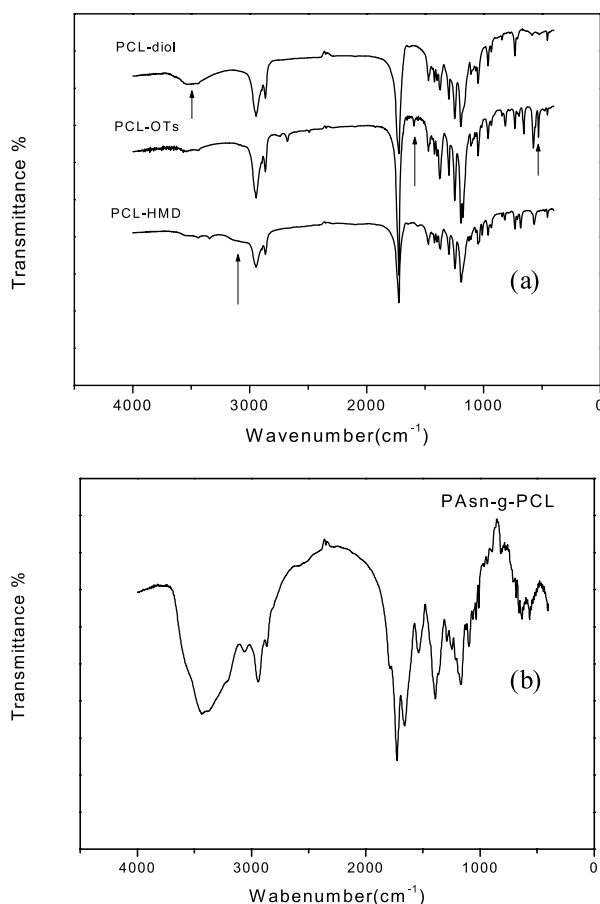 PCL-diol
PCL-OTs
PCL-HMD
(a)
Transmittance %
4000 3000 2000 1000 0
Wavenumber(cm-1)
PAsn-g-PCL
(b)
Transmittance %
4000 3000 2000 1000 0
Wabenumber(cm-1)